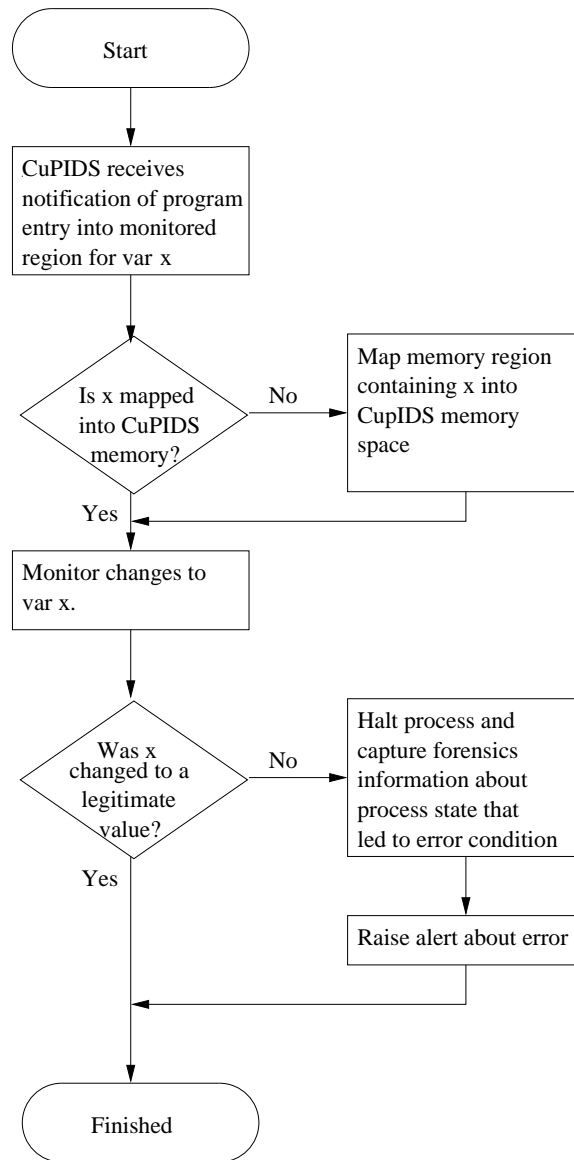 Start
CuPIDS receives
notification of program
entry into monitored
region for var x
Is x mapped
into CuPIDS
memory?
No
Map memory region
containing x into
CupIDS memory
space
Yes
Monitor changes to
var x.
Was x
changed to a
legitimate
value?
No
Halt process and
capture forensics
information about
process state that
led to error condition
Yes
Raise alert about error
Finished